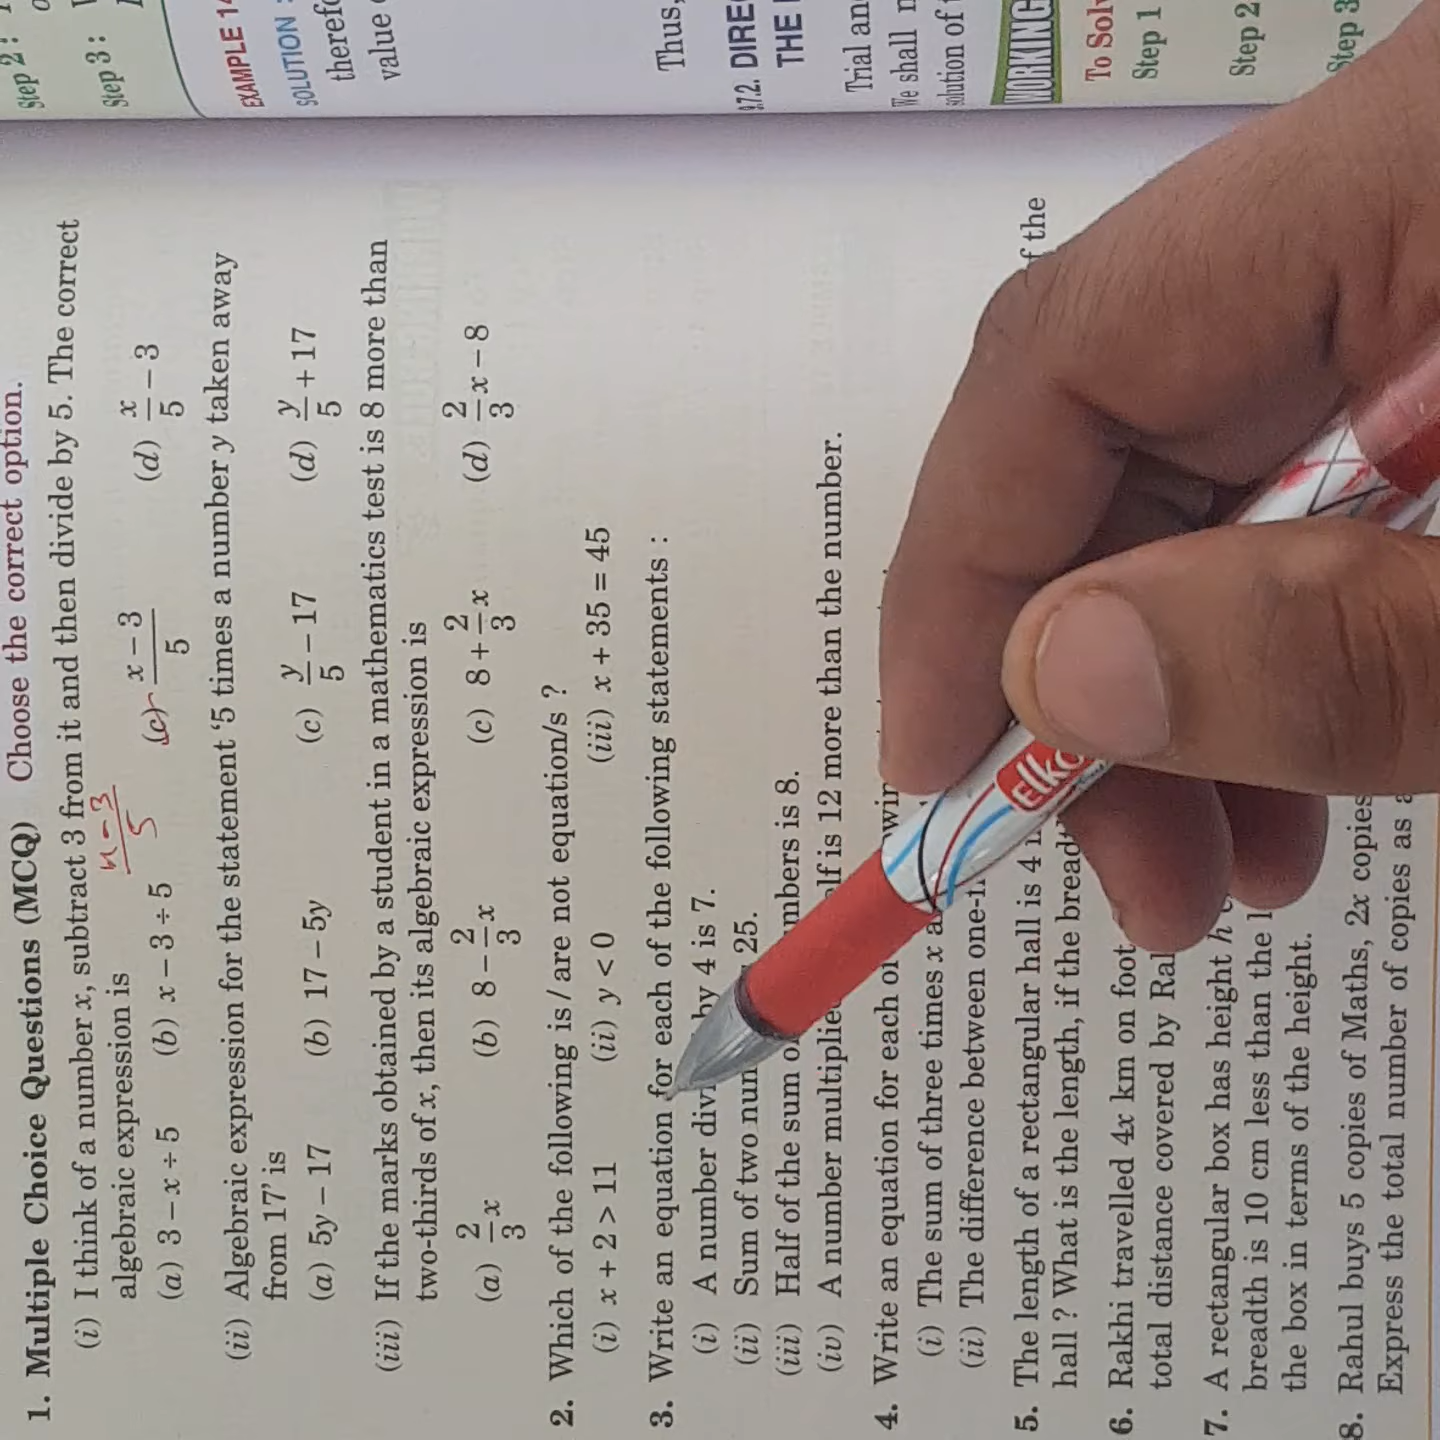 Step 2 :
Step 3 :
EXAMPLE 14
SOLUTION :
value
Thus,
DIREC
THE
Trial an
We shall
solution of
WORKING
To Solv
Step 1
Step 2
Step 3
1. Multiple Choice Questions (MCQ) Choose the correct option.
(i) I think of a number x, subtract 3 from it and then divide by 5. The correct
algebraic expression is
x-3/5
(a) 3 – x ÷ 5 (b) x – 3 ÷ 5 (c) x – 3/5 (d) x/5 – 3
(ii) Algebraic expression for the statement ‘5 times a number y taken away
from 17’ is
(a) 5y – 17 (b) 17 – 5y (c) y/5 – 17 (d) y/5 + 17
(iii) If the marks obtained by a student in a mathematics test is 8 more than
two-thirds of x, then its algebraic expression is
(a) 2/3 x (b) 8 – 2/3 x (c) 8 + 2/3 x (d) 2/3 x – 8
2. Which of the following is / are not equation/s ?
(i) x + 2 > 11 (ii) y < 0 (iii) x + 35 = 45
3. Write an equation for each of the following statements :
(i) A number div by 4 is 7.
(ii) Sum of two num 25.
(iii) Half of the sum o mbers is 8.
(iv) A number multiplie elf is 12 more than the number.
4. Write an equation for each of
(i) The sum of three times x a
(ii) The difference between one-
5. The length of a rectangular hall is 4 f the
hall ? What is the length, if the bread
6. Rakhi travelled 4x km on foot
total distance covered by Ra
7. A rectangular box has height h
breadth is 10 cm less than the l
the box in terms of the height.
8. Rahul buys 5 copies of Maths, 2x copies
Express the total number of copies as a
Elkos